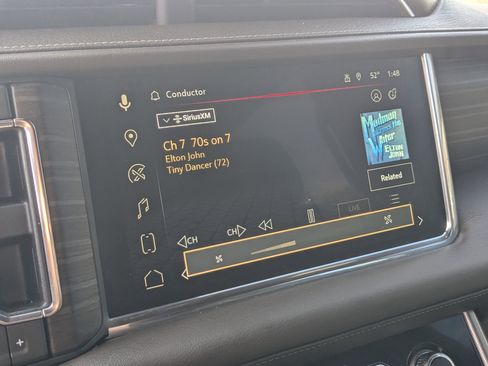 Conductor
52° 1:48
SiriusXM
Ch 7 70s on 7
Elton John
Tiny Dancer (72)
Madman
Across the
Water
ELTON
JOHN
Related
LIVE
CH
CH
+